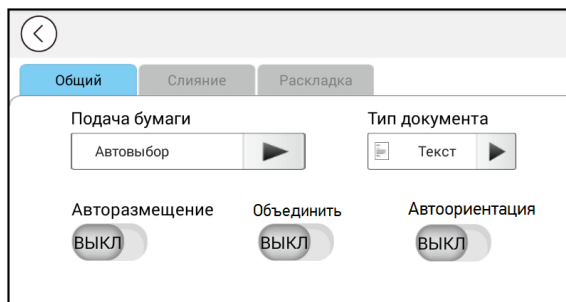 Общий Слияние Раскладка
Подача бумаги Тип документа
Автовыбор Текст
Авторазмещение Объединить Автоориентация
ВЫКЛ ВЫКЛ ВЫКЛ